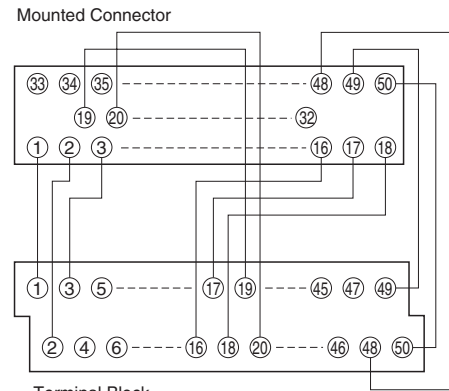 Mounted Connector
33 34 35 48 49 50
19 20 32
1 2 3 16 17 18
1 3 5 17 19 45 47 49
2 4 6 16 18 20 46 48 50
Terminal Block